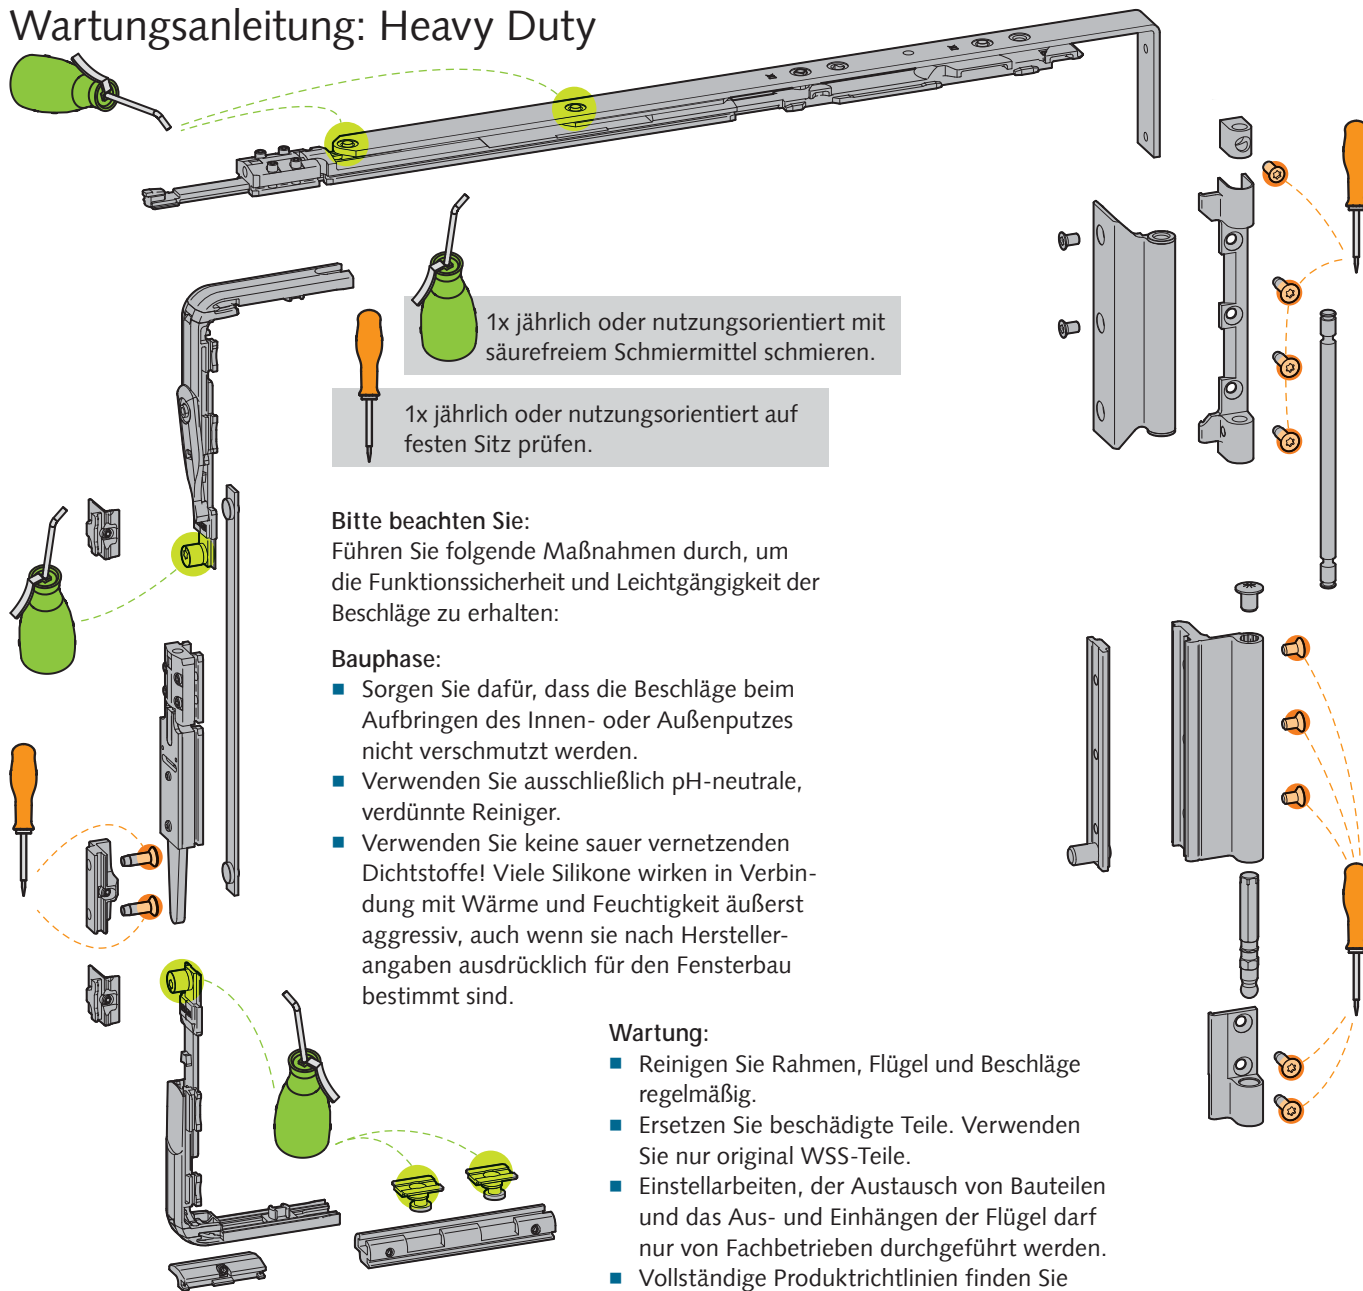 Wartungsanleitung: Heavy Duty
1x jährlich oder nutzungsorientiert mit
säurefreiem Schmiermittel schmieren.
1x jährlich oder nutzungsorientiert auf
festen Sitz prüfen.
Bitte beachten Sie:
Führen Sie folgende Maßnahmen durch, um
die Funktionssicherheit und Leichtgängigkeit der
Beschläge zu erhalten:
Bauphase:
■ Sorgen Sie dafür, dass die Beschläge beim
Aufbringen des Innen- oder Außenputzes
nicht verschmutzt werden.
■ Verwenden Sie ausschließlich pH-neutrale,
verdünnte Reiniger.
■ Verwenden Sie keine sauer vernetzenden
Dichtstoffe! Viele Silikone wirken in Verbin-
dung mit Wärme und Feuchtigkeit äußerst
aggressiv, auch wenn sie nach Hersteller-
angaben ausdrücklich für den Fensterbau
bestimmt sind.
Wartung:
■ Reinigen Sie Rahmen, Flügel und Beschläge
regelmäßig.
■ Ersetzen Sie beschädigte Teile. Verwenden
Sie nur original WSS-Teile.
■ Einstellarbeiten, der Austausch von Bauteilen
und das Aus- und Einhängen der Flügel darf
nur von Fachbetrieben durchgeführt werden.
■ Vollständige Produktrichtlinien finden Sie